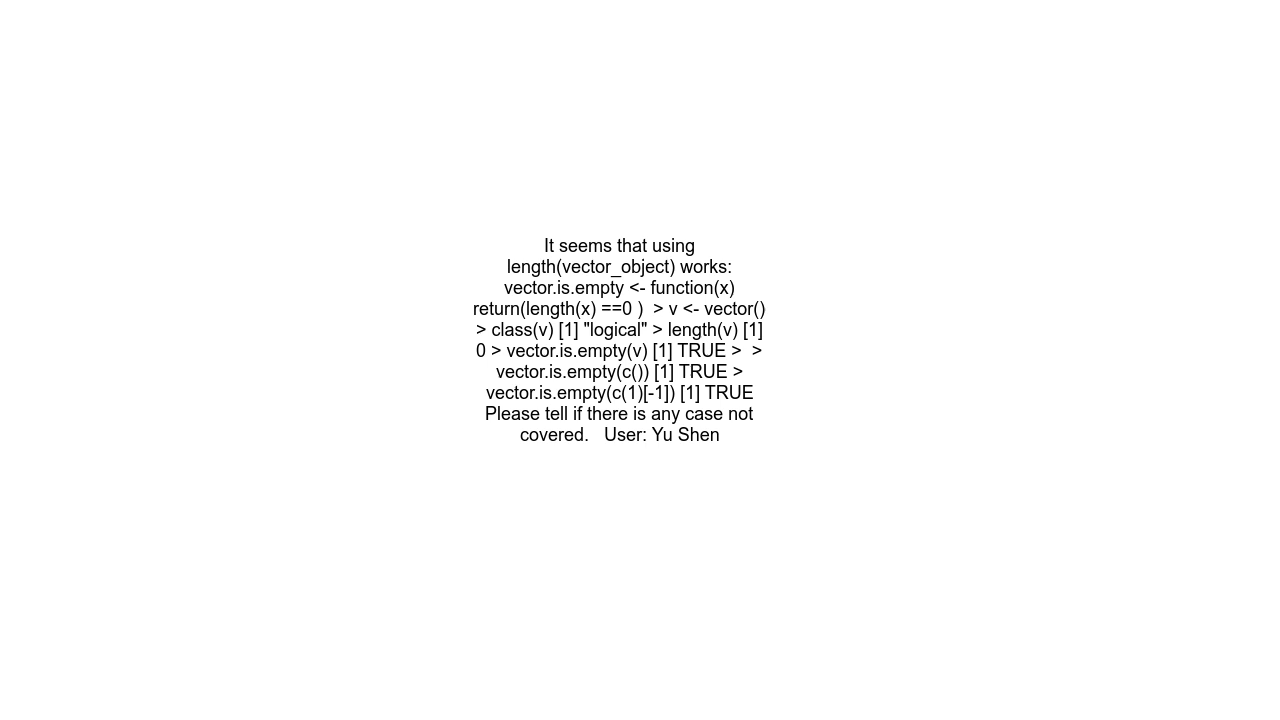 It seems that using
length(vector_object) works:
vector.is.empty <- function(x)
return(length(x) ==0 )  > v <- vector()
> class(v) [1] "logical" > length(v) [1]
0 > vector.is.empty(v) [1] TRUE >  >
vector.is.empty(c()) [1] TRUE >
vector.is.empty(c(1)[-1]) [1] TRUE
Please tell if there is any case not
covered.   User: Yu Shen